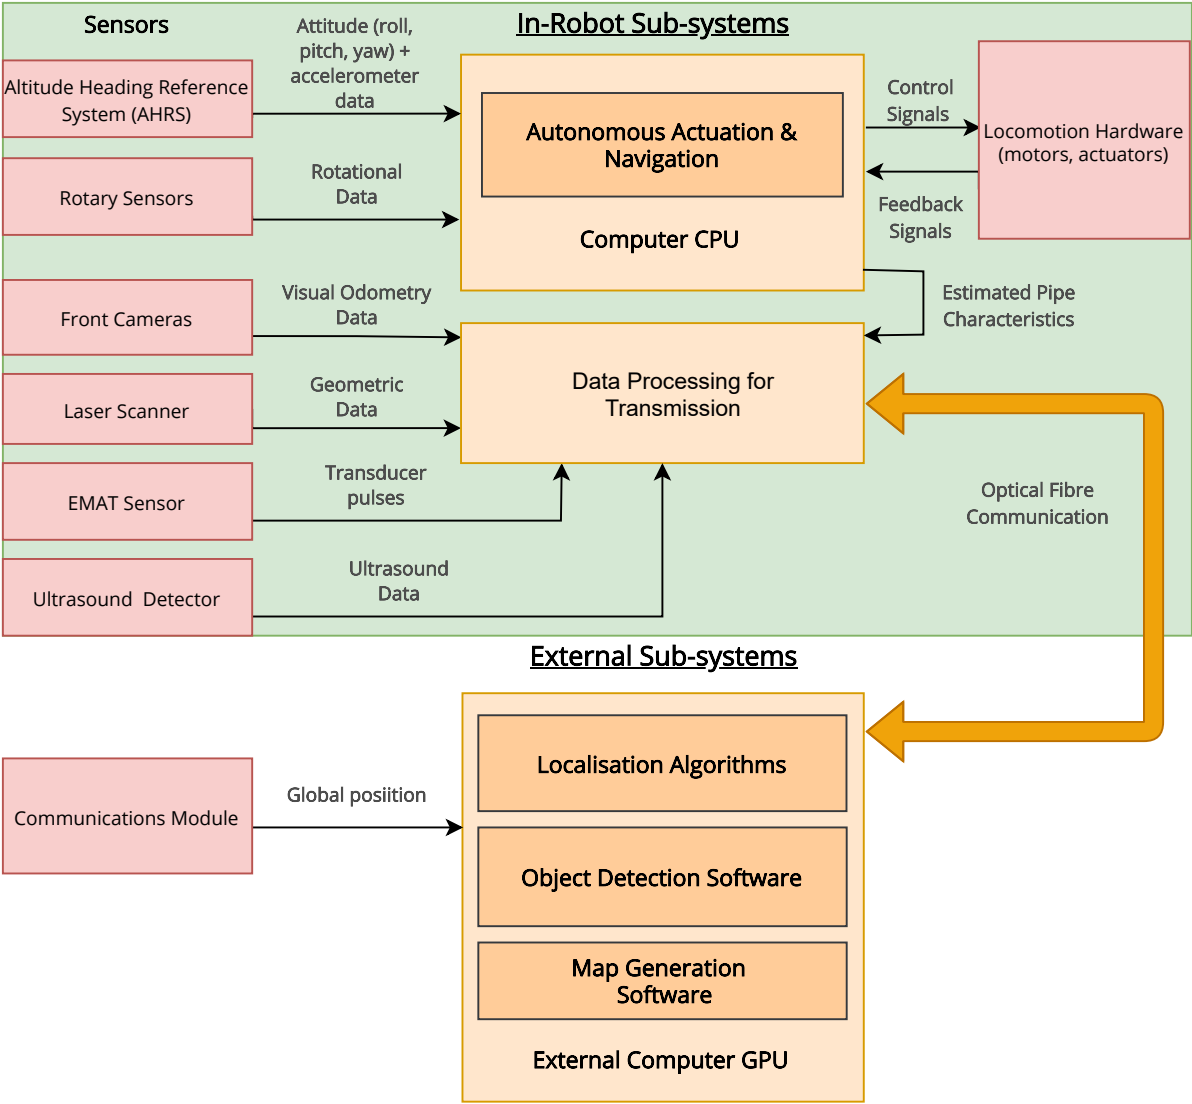 Sensors
In-Robot Sub-systems
Attitude (roll,
pitch, yaw) +
accelerometer
data
Altitude Heading Reference
System (AHRS)
Autonomous Actuation &
Navigation
Computer CPU
Control
Signals
Locomotion Hardware
(motors, actuators)
Feedback
Signals
Rotary Sensors
Rotational
Data
Front Cameras
Visual Odometry
Data
Estimated Pipe
Characteristics
Data Processing for
Transmission
Laser Scanner
Geometric
Data
EMAT Sensor
Transducer
pulses
Optical Fibre
Communication
Ultrasound  Detector
Ultrasound
Data
External Sub-systems
Communications Module
Global posiition
Localisation Algorithms
Object Detection Software
Map Generation
Software
External Computer GPU